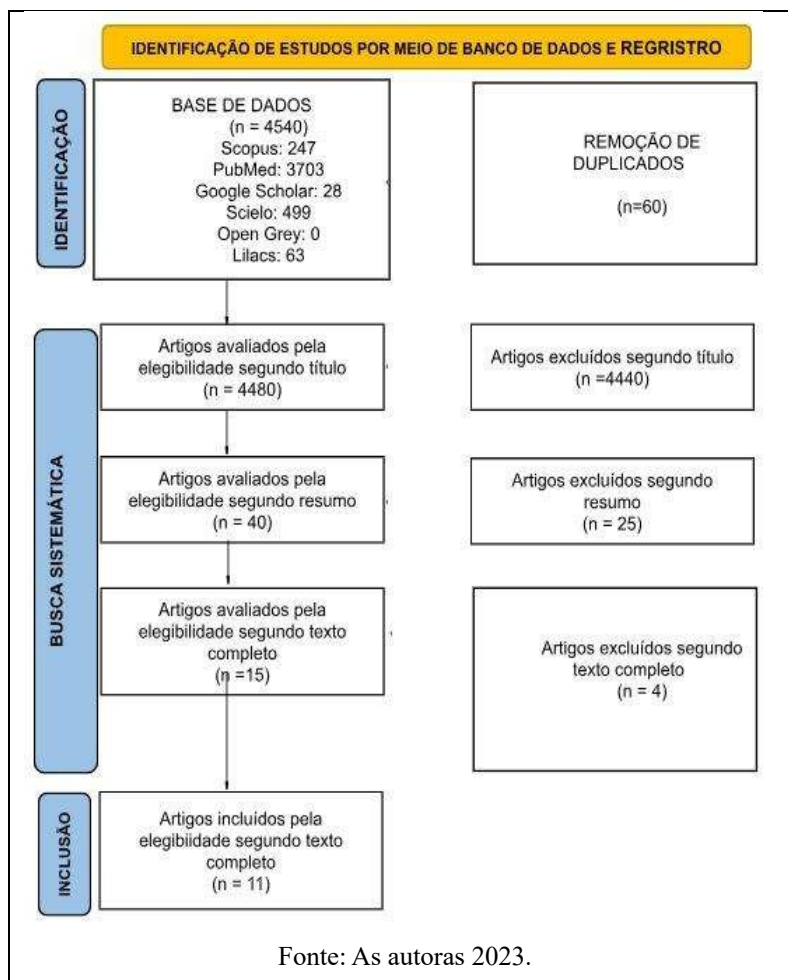 IDENTIFICAÇÃO DE ESTUDOS POR MEIO DE BANCO DE DADOS E REGRISTRO
IDENTIFICAÇÃO
BASE DE DADOS
(n = 4540)
Scopus: 247
PubMed: 3703
Google Scholar: 28
Scielo: 499
Open Grey: 0
Lilacs: 63
REMOÇÃO DE
DUPLICADOS
(n=60)
BUSCA SISTEMÁTICA
Artigos avaliados pela
elegibilidade segundo título
(n = 4480)
Artigos excluídos segundo título
(n =4440)
Artigos avaliados pela
elegibilidade segundo resumo
(n = 40)
Artigos excluídos segundo
resumo
(n = 25)
Artigos avaliados pela
elegibilidade segundo texto
completo
(n =15)
Artigos excluídos segundo
texto completo
(n = 4)
INCLUSÃO
Artigos incluídos pela
elegibiidade segundo texto
completo
(n = 11)
Fonte: As autoras 2023.